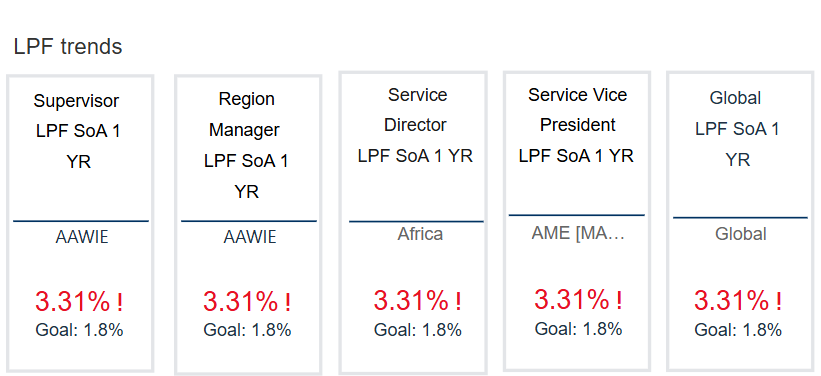 LPF trends
Supervisor
LPF SoA 1
YR
AAWIE
3.31% !
Goal: 1.8%
Region
Manager
LPF SoA 1
YR
AAWIE
3.31% !
Goal: 1.8%
Service
Director
LPF SoA 1 YR
Africa
3.31% !
Goal: 1.8%
Service Vice
President
LPF SoA 1 YR
AME [MA…
3.31% !
Goal: 1.8%
Global
LPF SoA 1
YR
Global
3.31% !
Goal: 1.8%